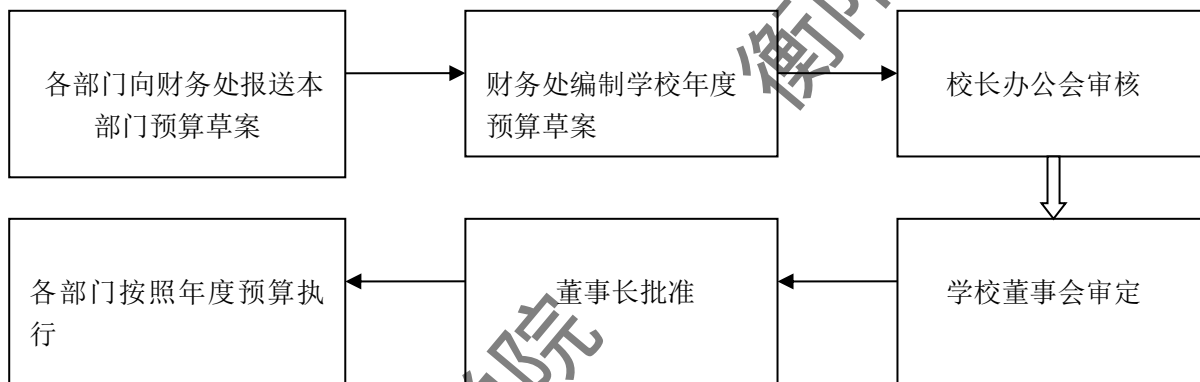 各部门向财务处报送本
部门预算草案
财务处编制学校年度
预算草案
校长办公会审核
学校董事会审定
董事长批准
各部门按照年度预算执
行